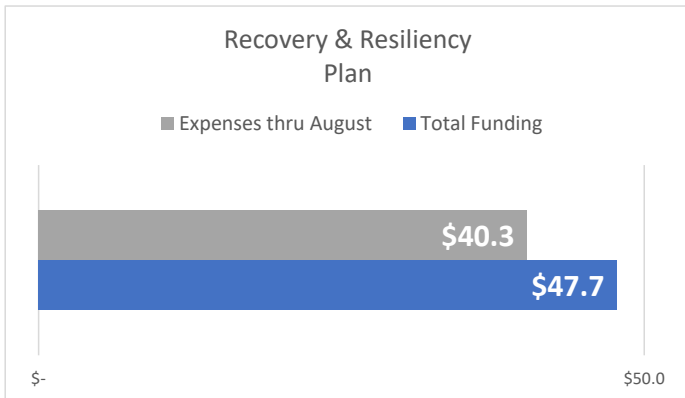 Recovery & Resiliency
Plan
Expenses thru August Total Funding
$40.3
$47.7
$- $50.0